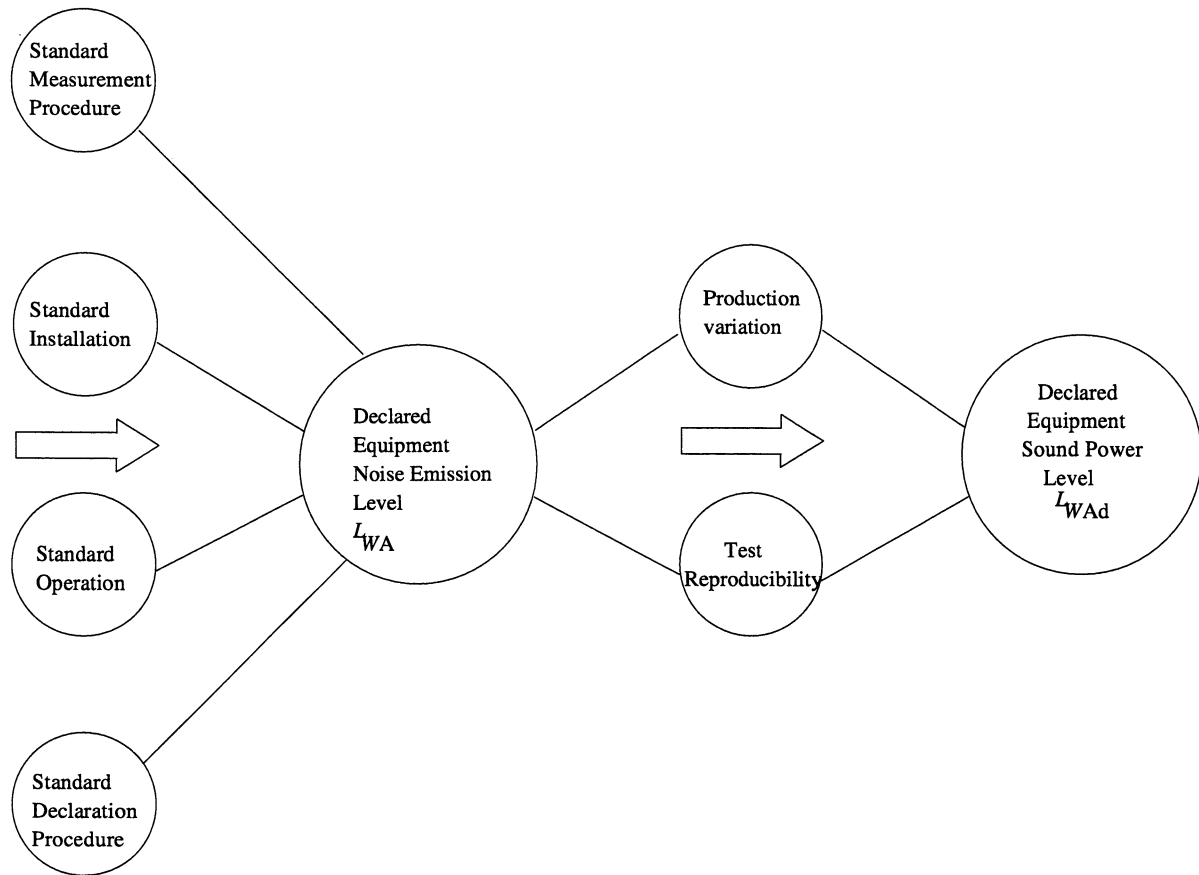 Standard
Measurement
Procedure
Standard
Installation
Standard
Operation
Standard
Declaration
Procedure
Declared
Equipment
Noise Emission
Level
LWA
Production
variation
Test
Reproducibility
Declared
Equipment
Sound Power
Level
LWAd